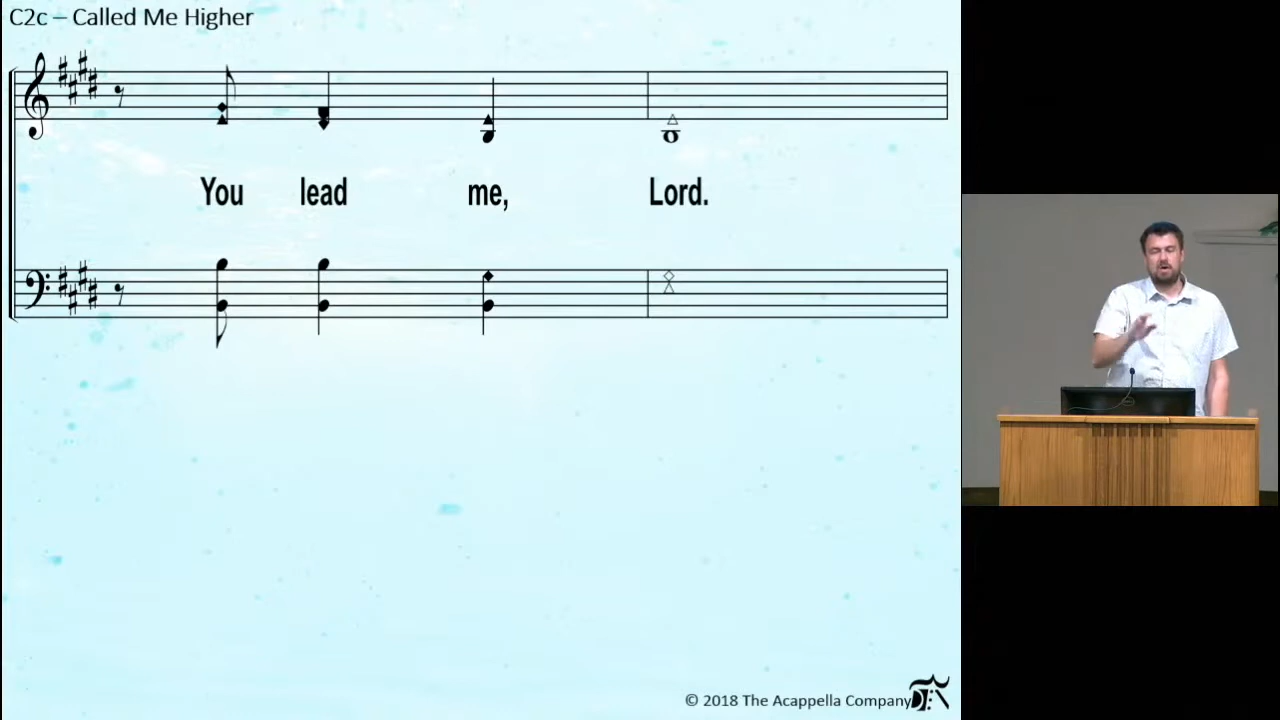 C2c – Called Me Higher
You lead me, Lord.
© 2018 The Acappella Company